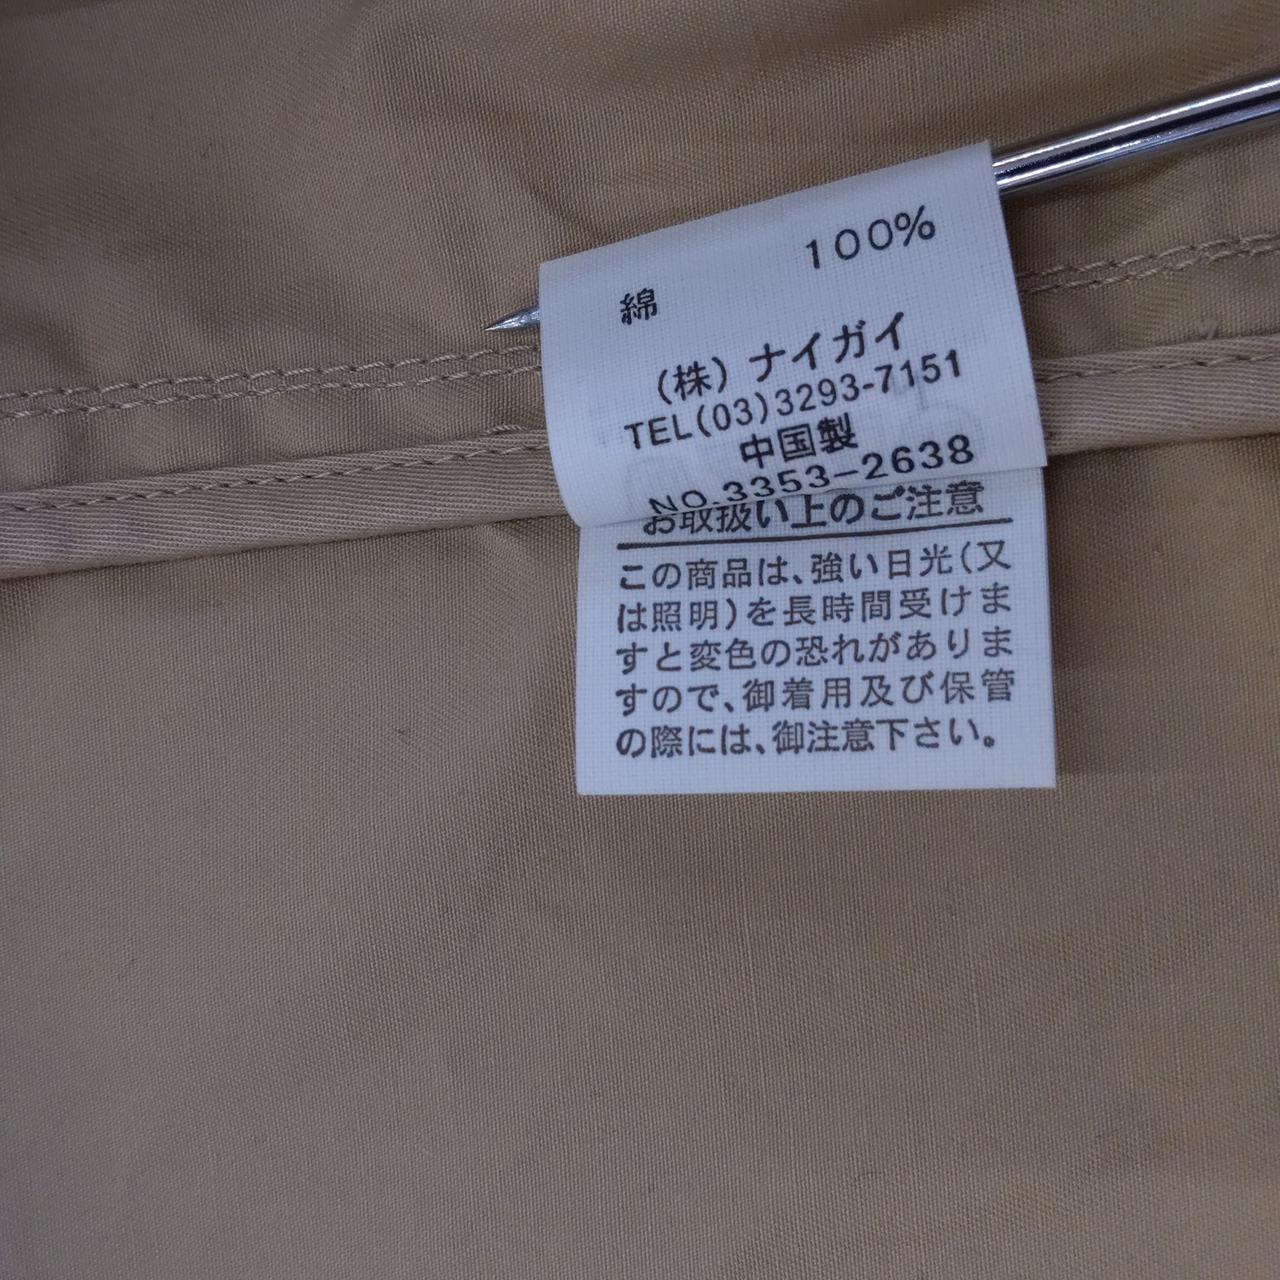 綿 100%
(株) ナイガイ
TEL(03)3293-7151
中国製
NO.3353-2638
お取扱い上のご注意
この商品は、強い日光(又
は照明)を長時間受けま
すと変色の恐れがありま
すので、御着用及び保管
の際には、御注意下さい。